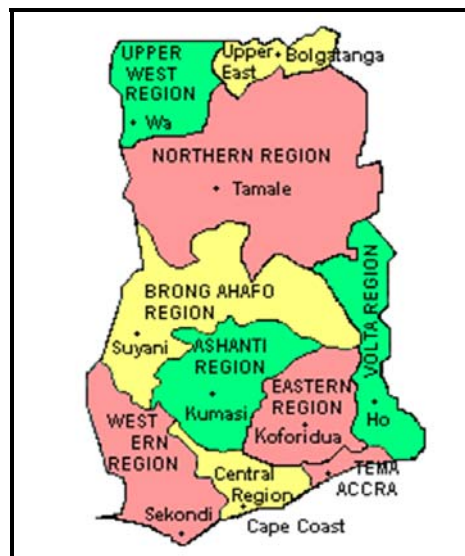 UPPER
WEST
REGION
Wa
Upper
East
Bolgatanga
NORTHERN REGION
Tamale
BRONG AHAFO
REGION
Suyani
VOLTA REGION
Ho
ASHANTI
REGION
Kumasi
EASTERN
REGION
Koforidua
WEST
ERN
REGION
Sekondi
Central
Region
Cape Coast
TEMA
ACCRA